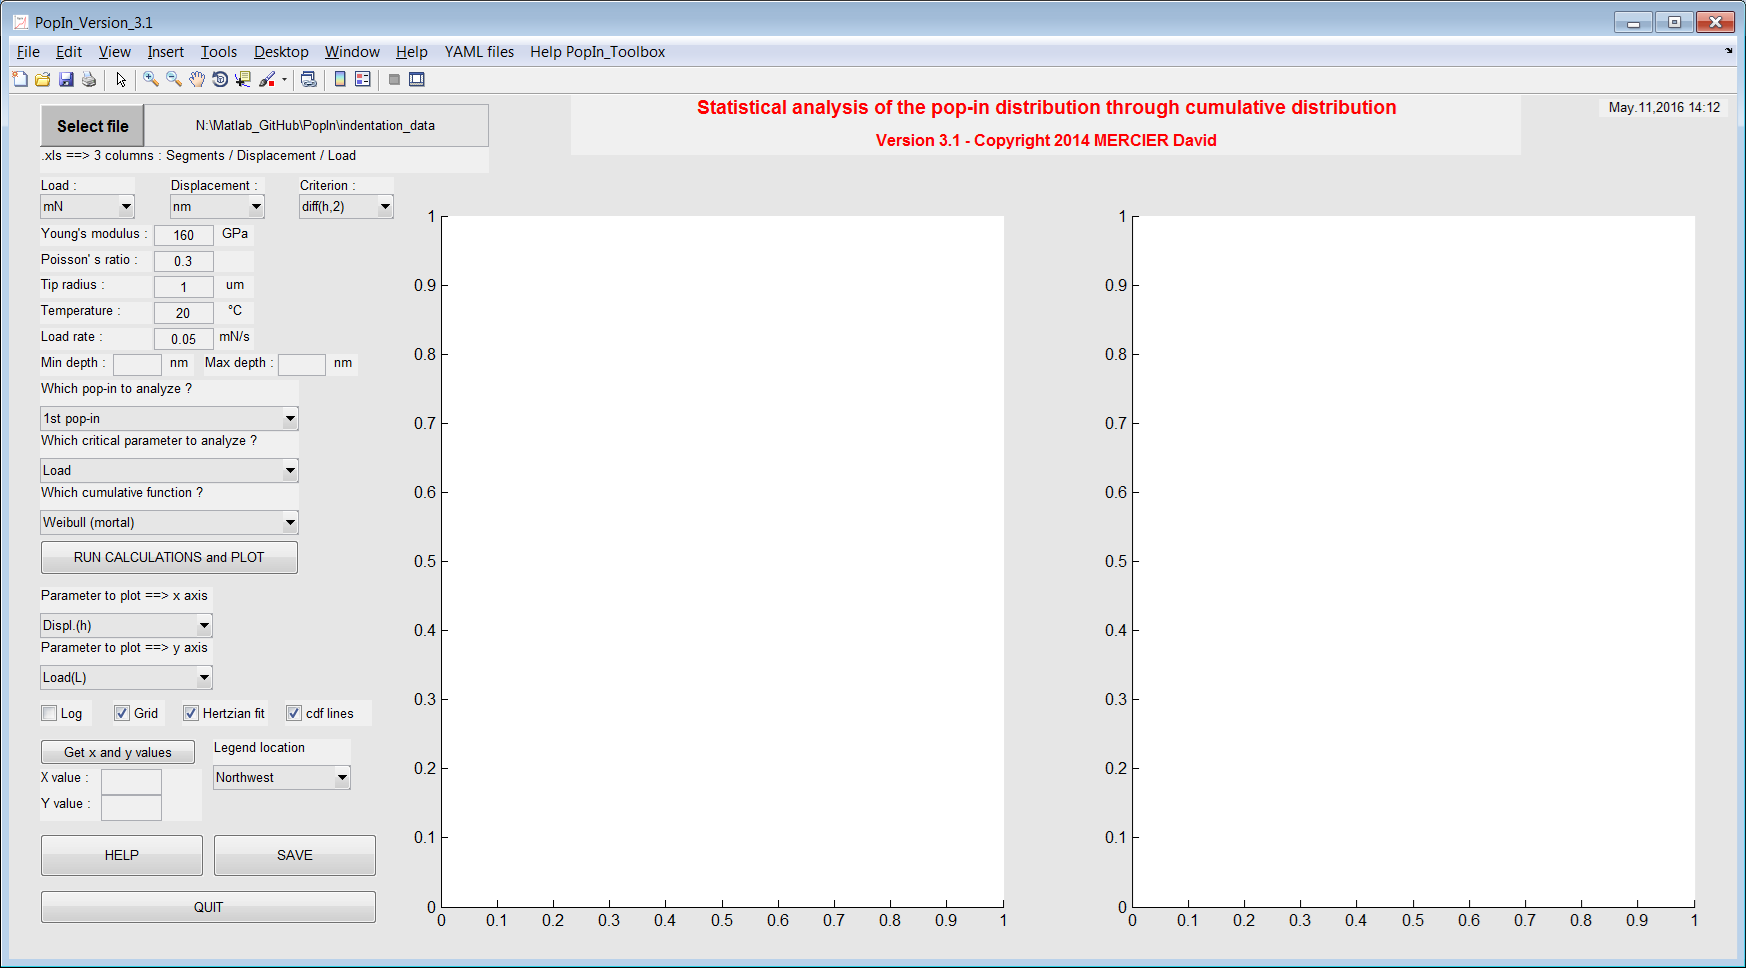 PopIn_Version_3.1
File Edit View Insert Tools Desktop Window Help YAML files Help PopIn_Toolbox
Select file
N:\Matlab_GitHub\PopIn\indentation_data
.xls ==> 3 columns : Segments / Displacement / Load
Statistical analysis of the pop-in distribution through cumulative distribution
Version 3.1 - Copyright 2014 MERCIER David
May.11,2016 14:12
Load : Displacement : Criterion :
mN nm diff(h,2)
Young's modulus : 160 GPa
Poisson' s ratio : 0.3
Tip radius : 1 um
Temperature : 20 °C
Load rate : 0.05 mN/s
Min depth : nm Max depth : nm
Which pop-in to analyze ?
1st pop-in
Which critical parameter to analyze ?
Load
Which cumulative function ?
Weibull (mortal)
RUN CALCULATIONS and PLOT
Parameter to plot ==> x axis
Displ.(h)
Parameter to plot ==> y axis
Load(L)
Log Grid Hertzian fit cdf lines
Get x and y values
Legend location
X value :
Northwest
Y value :
HELP SAVE
QUIT
1
0.9
0.8
0.7
0.6
0.5
0.4
0.3
0.2
0.1
0
0 0.1 0.2 0.3 0.4 0.5 0.6 0.7 0.8 0.9 1
1
0.9
0.8
0.7
0.6
0.5
0.4
0.3
0.2
0.1
0
0 0.1 0.2 0.3 0.4 0.5 0.6 0.7 0.8 0.9 1